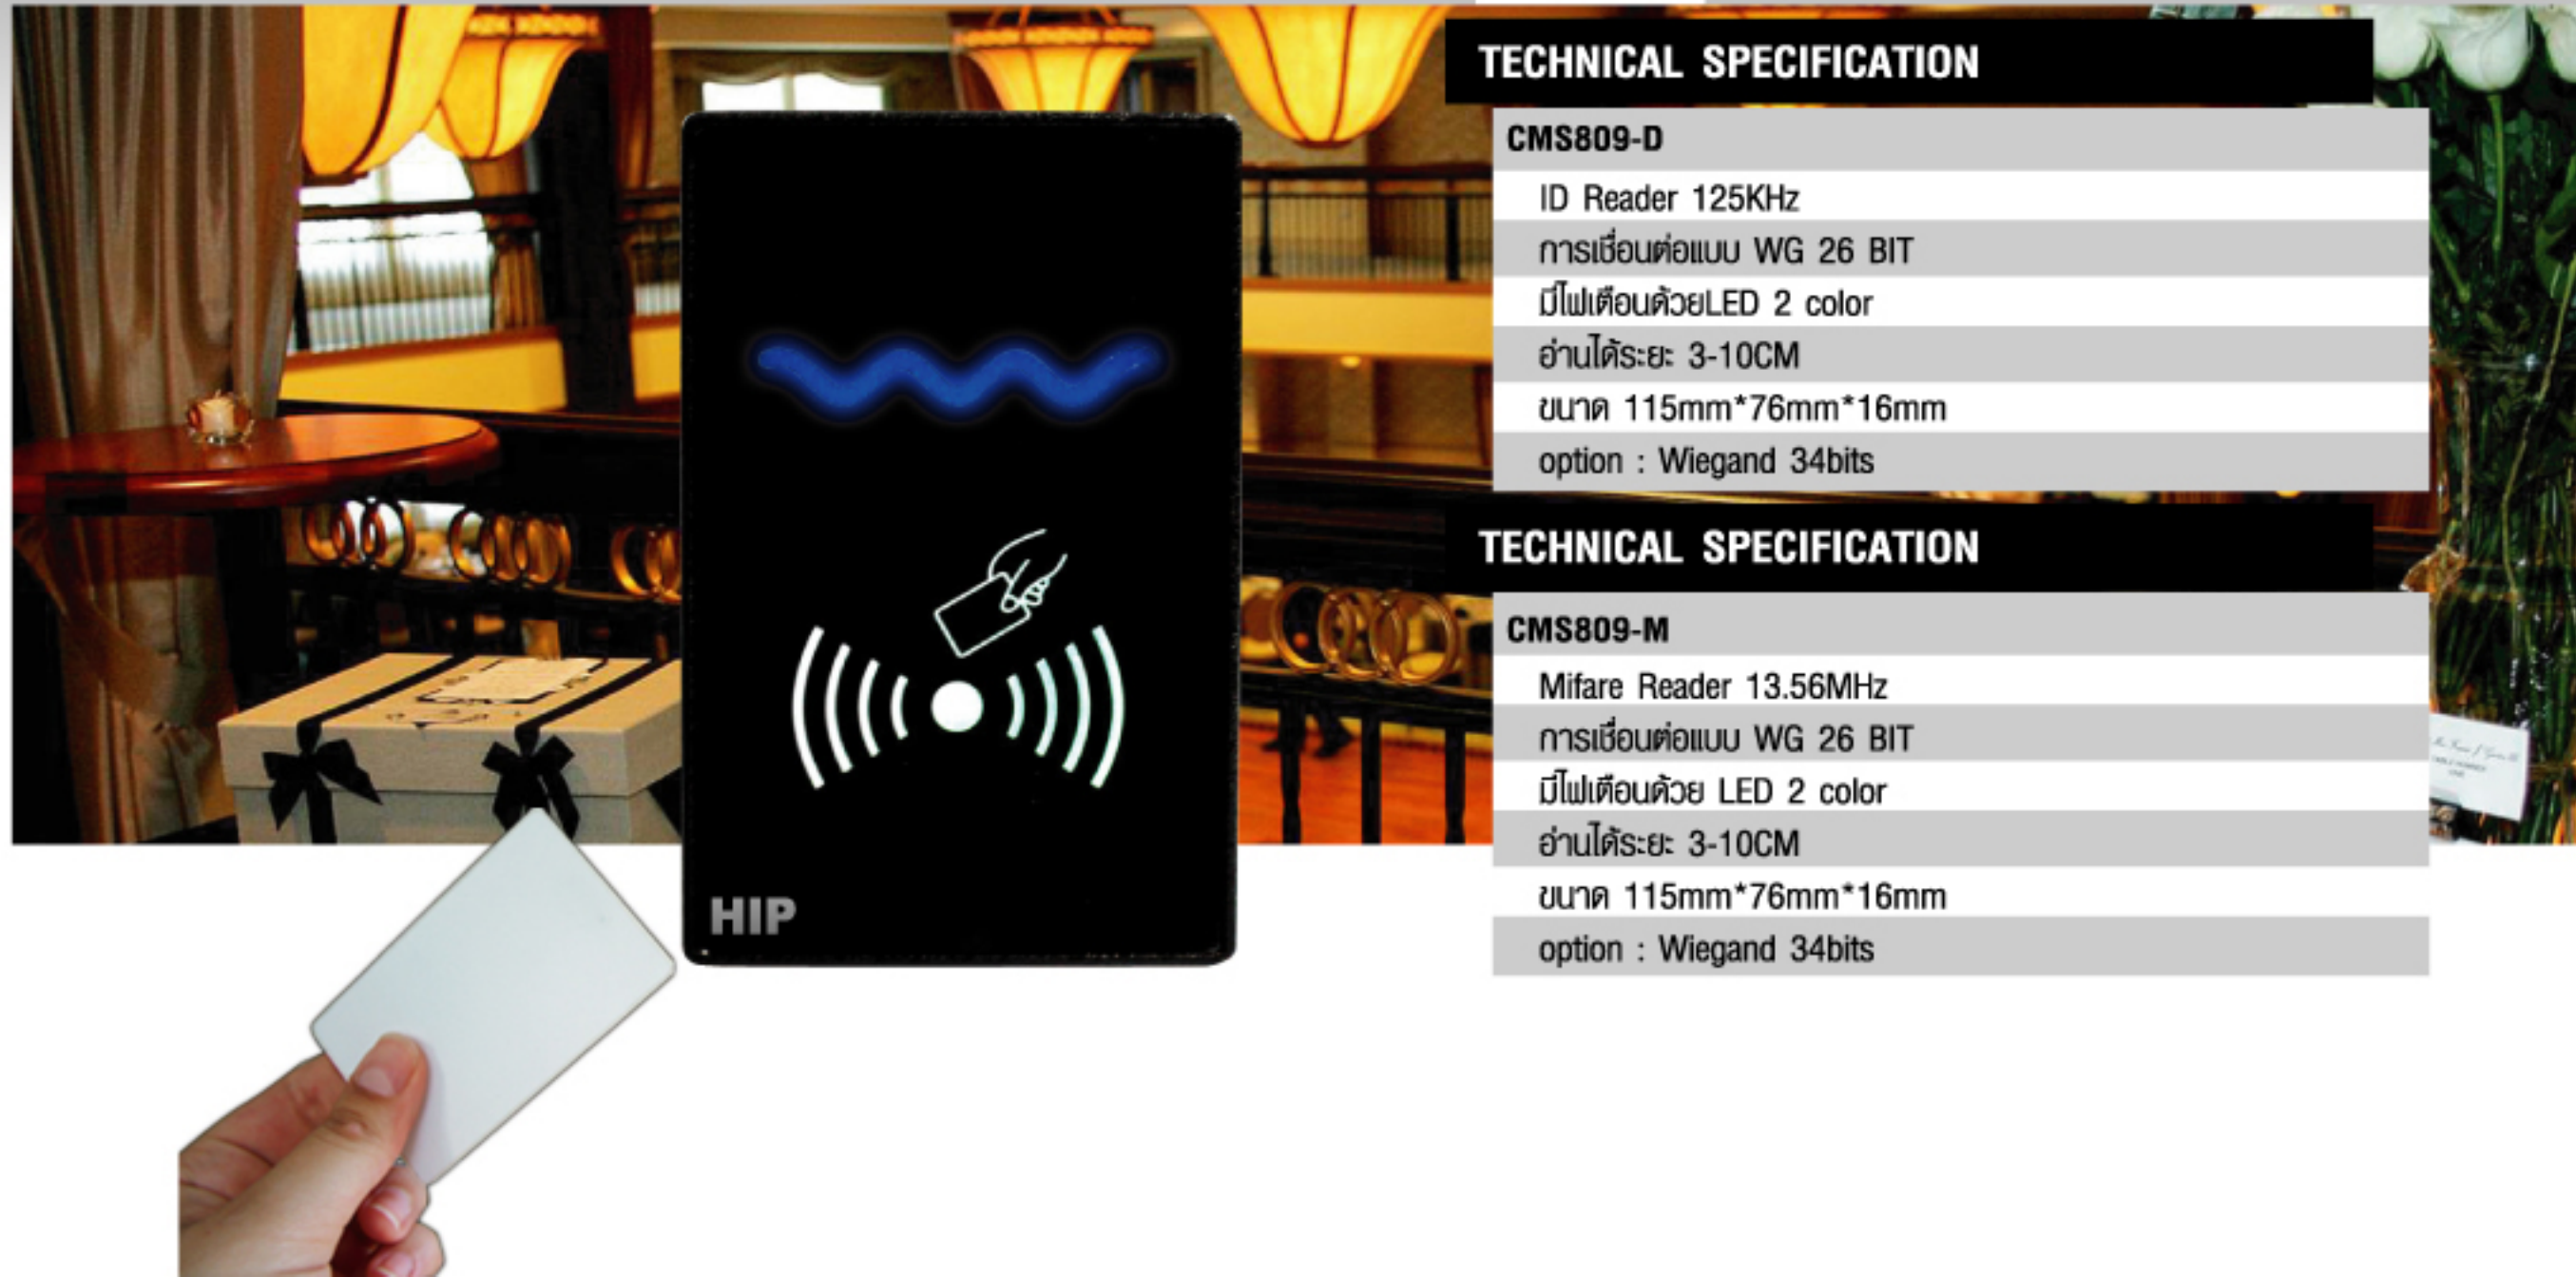 TECHNICAL SPECIFICATION
CMS809-D
ID Reader 125KHz
การเชื่อนต่อแบบ WG 26 BIT
มีไฟเตือนด้วยLED 2 color
อ่านได้ระยะ 3-10CM
ขนาด 115mm*76mm*16mm
option : Wiegand 34bits
TECHNICAL SPECIFICATION
CMS809-M
Mifare Reader 13.56MHz
การเชื่อนต่อแบบ WG 26 BIT
มีไฟเตือนด้วย LED 2 color
อ่านได้ระยะ 3-10CM
ขนาด 115mm*76mm*16mm
option : Wiegand 34bits
HIP